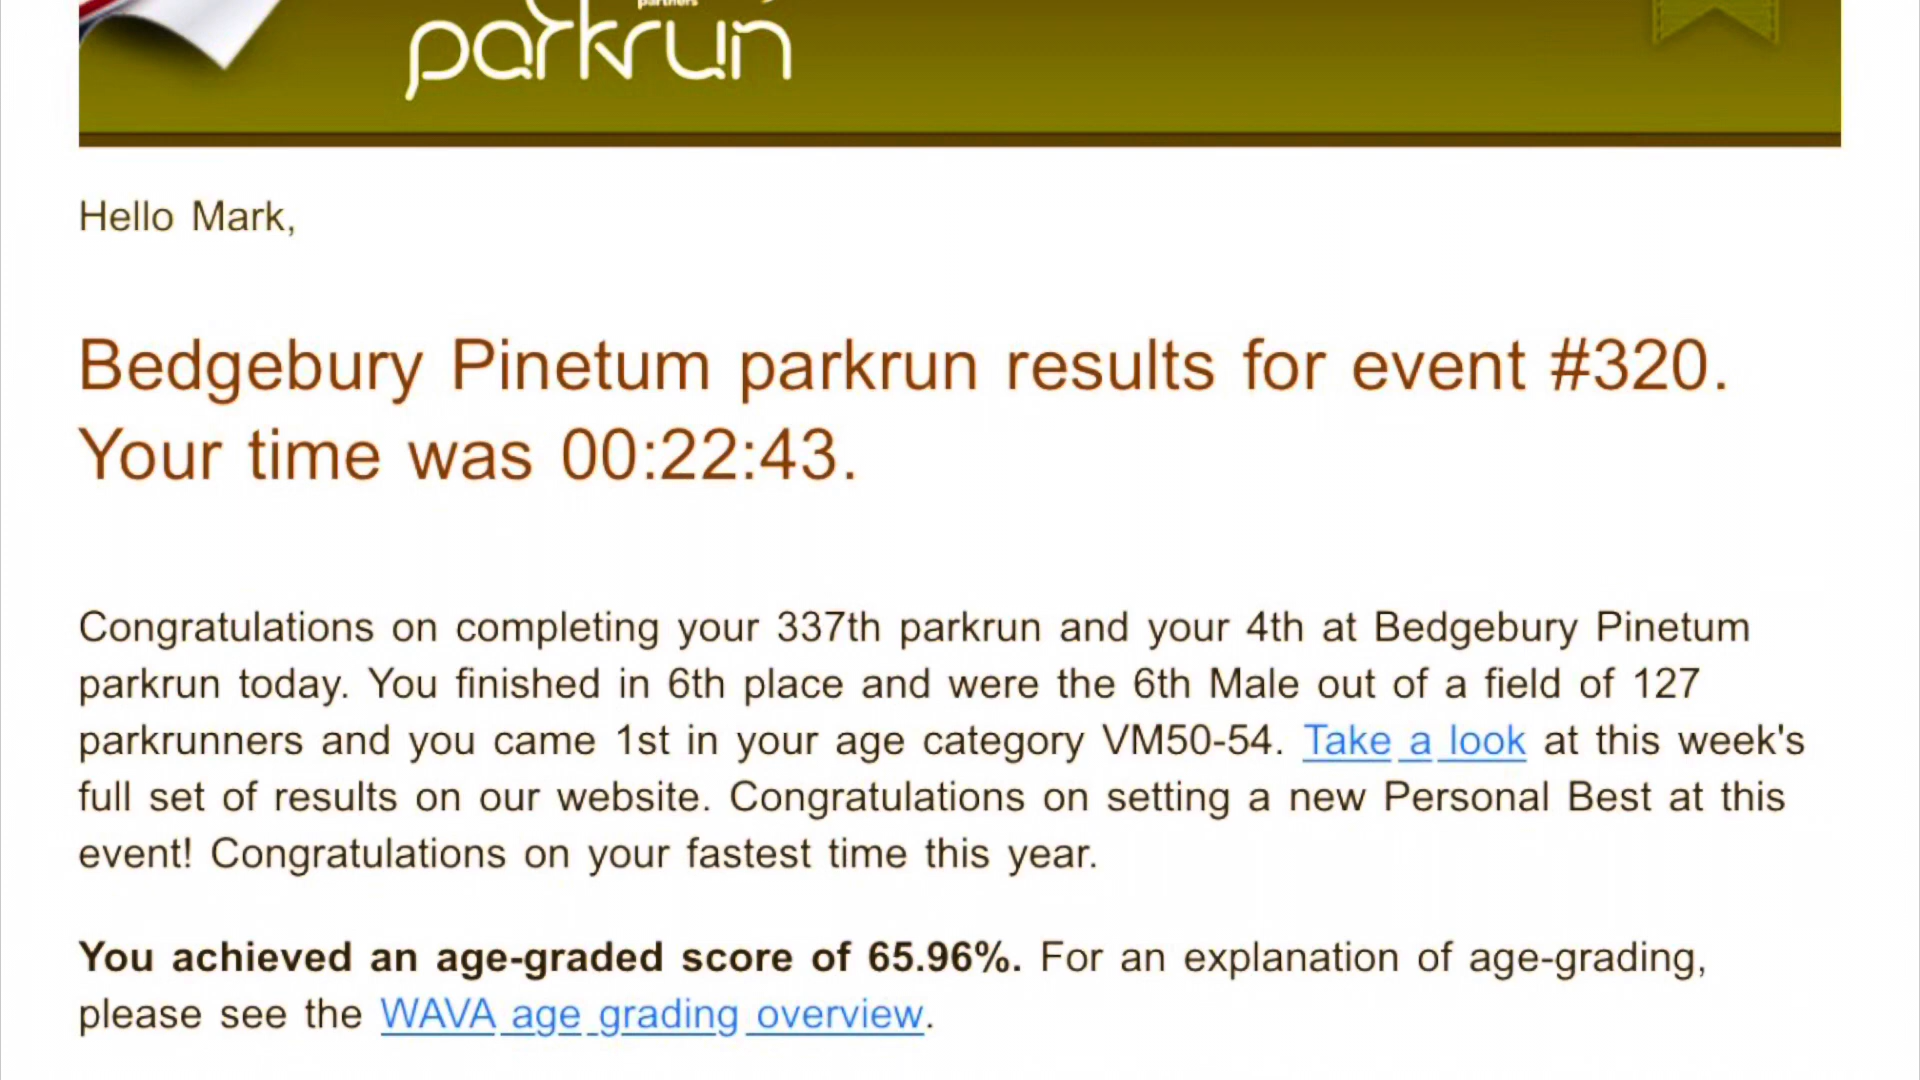 partners
parkrun
Hello Mark,
Bedgebury Pinetum parkrun results for event #320.
Your time was 00:22:43.
Congratulations on completing your 337th parkrun and your 4th at Bedgebury Pinetum
parkrun today. You finished in 6th place and were the 6th Male out of a field of 127
parkrunners and you came 1st in your age category VM50-54. Take a look at this week's
full set of results on our website. Congratulations on setting a new Personal Best at this
event! Congratulations on your fastest time this year.
You achieved an age-graded score of 65.96%. For an explanation of age-grading,
please see the WAVA age grading overview.